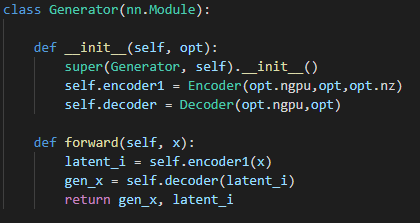 class Generator(nn.Module):
def __init__(self, opt):
super(Generator, self).__init__()
self.encoder1 = Encoder(opt.ngpu,opt,opt.nz)
self.decoder = Decoder(opt.ngpu,opt)
def forward(self, x):
latent_i = self.encoder1(x)
gen_x = self.decoder(latent_i)
return gen_x, latent_i